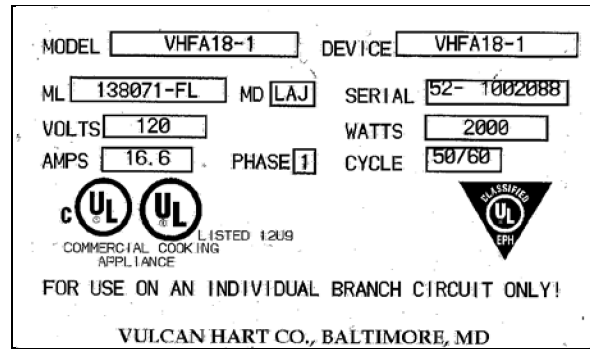 MODEL VHFA18-1 DEVICE VHFA18-1
ML 138071-FL MD LAJ SERIAL 52- 1002088
VOLTS 120 WATTS 2000
AMPS 16.6 PHASE 1 CYCLE 50/60
C UL ® UL ® LISTED 12U9
COMMERCIAL COOKING
APPLIANCE
CLASSIFIED
UL ®
EPH
FOR USE ON AN INDIVIDUAL BRANCH CIRCUIT ONLY!
VULCAN HART CO., BALTIMORE, MD